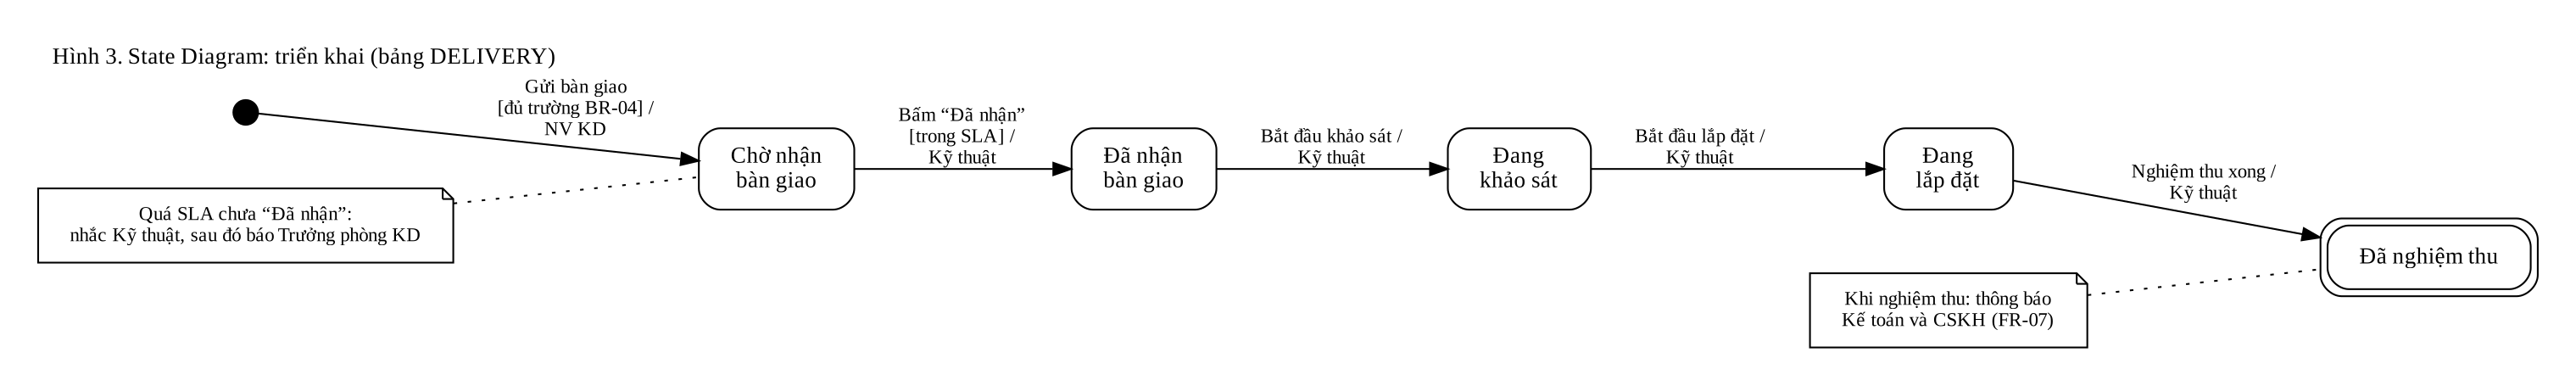 Hình 3. State Diagram: triển khai (bảng DELIVERY)
Gửi bàn giao
[đủ trường BR-04] /
NV KD
Chờ nhận
bàn giao
Quá SLA chưa “Đã nhận”:
nhắc Kỹ thuật, sau đó báo Trưởng phòng KD
Bấm “Đã nhận”
[trong SLA] /
Kỹ thuật
Đã nhận
bàn giao
Bắt đầu khảo sát /
Kỹ thuật
Đang
khảo sát
Bắt đầu lắp đặt /
Kỹ thuật
Đang
lắp đặt
Nghiệm thu xong /
Kỹ thuật
Đã nghiệm thu
Khi nghiệm thu: thông báo
Kế toán và CSKH (FR-07)